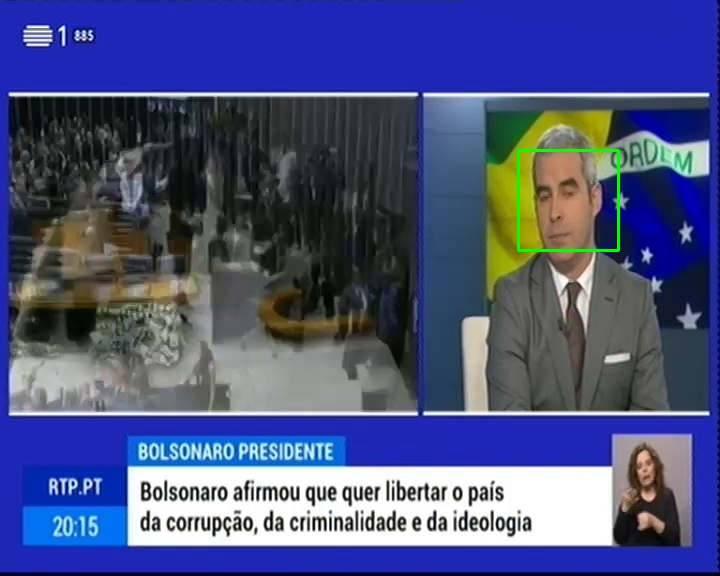 1 885
ORDEM
BOLSONARO PRESIDENTE
RTP.PT
Bolsonaro afirmou que quer libertar o país
20:15
da corrupção, da criminalidade e da ideologia